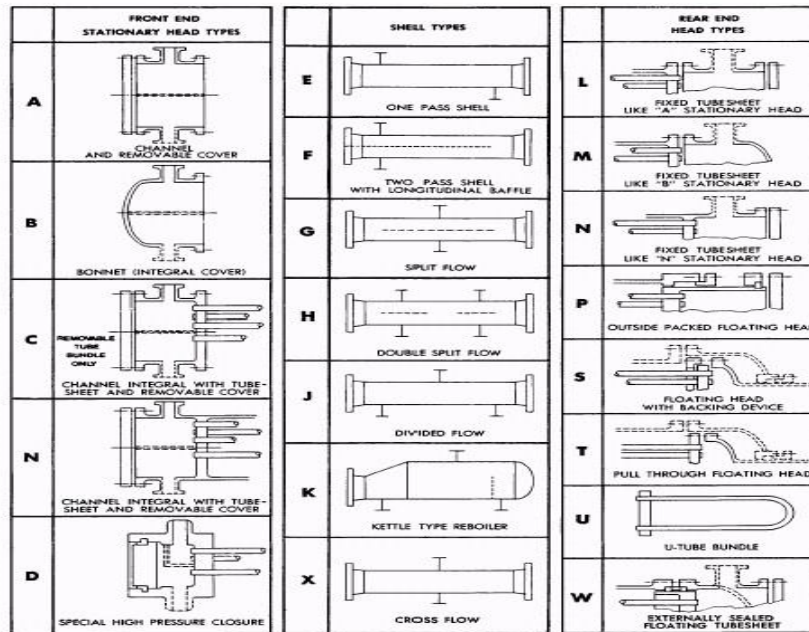 FRONT END
STATIONARY HEAD TYPES
A
CHANNEL
AND REMOVABLE COVER
B
BONNET (INTEGRAL COVER)
C
REMOVABLE
TUBE
BUNDLE
ONLY
CHANNEL INTEGRAL WITH TUBE-
SHEET AND REMOVABLE COVER
N
CHANNEL INTEGRAL WITH TUBE-
SHEET AND REMOVABLE COVER
D
SPECIAL HIGH PRESSURE CLOSURE
SHELL TYPES
E
ONE PASS SHELL
F
TWO PASS SHELL
WITH LONGITUDINAL BAFFLE
G
SPLIT FLOW
H
DOUBLE SPLIT FLOW
J
DIVIDED FLOW
K
KETTLE TYPE REBOILER
X
CROSS FLOW
REAR END
HEAD TYPES
L
FIXED TUBESHEET
LIKE "A" STATIONARY HEAD
M
FIXED TUBESHEET
LIKE "B" STATIONARY HEAD
N
FIXED TUBESHEET
LIKE "N" STATIONARY HEAD
P
OUTSIDE PACKED FLOATING HEAD
S
FLOATING HEAD
WITH BACKING DEVICE
T
PULL THROUGH FLOATING HEAD
U
U-TUBE BUNDLE
W
EXTERNALLY SEALED
FLOATING TUBESHEET